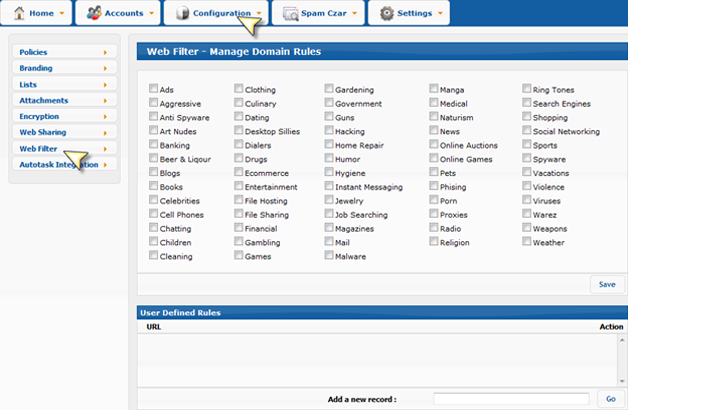 Home Accounts Configuration Spam Czar Settings
Policies
Branding
Lists
Attachments
Encryption
Web Sharing
Web Filter
Autotask Integration
Web Filter - Manage Domain Rules
Ads Clothing Gardening Manga Ring Tones
Aggressive Culinary Government Medical Search Engines
Anti Spyware Dating Guns Naturism Shopping
Art Nudes Desktop Sillies Hacking News Social Networking
Banking Dialers Home Repair Online Auctions Sports
Beer & Liqour Drugs Humor Online Games Spyware
Blogs Ecommerce Hygiene Pets Vacations
Books Entertainment Instant Messaging Phising Violence
Celebrities File Hosting Jewelry Porn Viruses
Cell Phones File Sharing Job Searching Proxies Warez
Chatting Financial Magazines Radio Weapons
Children Gambling Mail Religion Weather
Cleaning Games Malware
Save
User Defined Rules
URL Action
Add a new record : Go